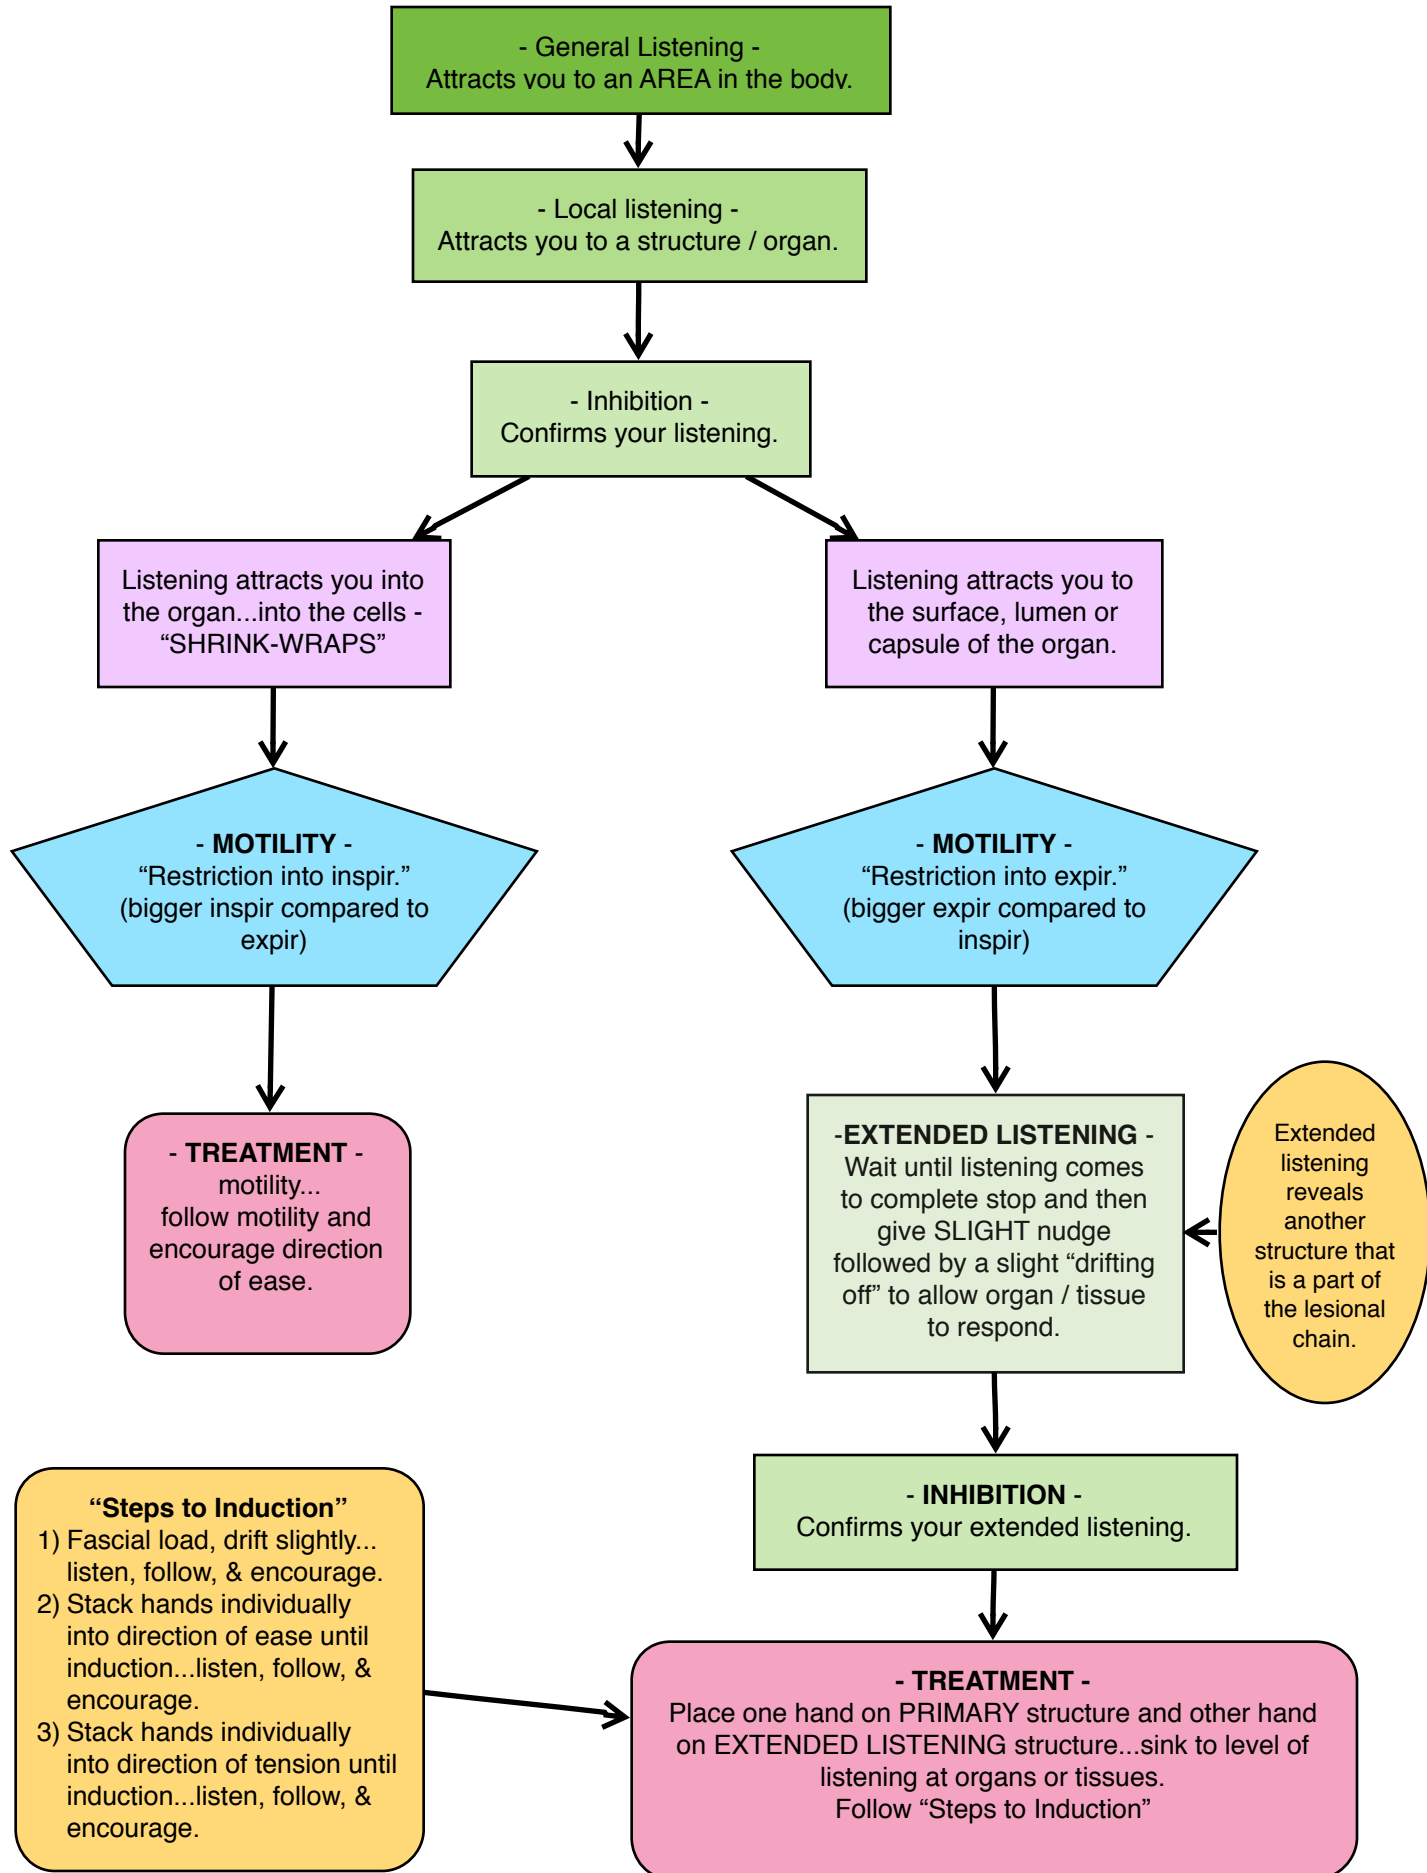 - General Listening -
Attracts you to an AREA in the body.
- Local listening -
Attracts you to a structure / organ.
- Inhibition -
Confirms your listening.
Listening attracts you into
the organ...into the cells -
“SHRINK-WRAPS”
Listening attracts you to
the surface, lumen or
capsule of the organ.
- MOTILITY -
“Restriction into inspir.”
(bigger inspir compared to
expir)
- MOTILITY -
“Restriction into expir.”
(bigger expir compared to
inspir)
- TREATMENT -
motility...
follow motility and
encourage direction
of ease.
-EXTENDED LISTENING -
Wait until listening comes
to complete stop and then
give SLIGHT nudge
followed by a slight “drifting
off” to allow organ / tissue
to respond.
Extended
listening
reveals
another
structure that
is a part of
the lesional
chain.
- INHIBITION -
Confirms your extended listening.
“Steps to Induction”
1) Fascial load, drift slightly...
listen, follow, & encourage.
2) Stack hands individually
into direction of ease until
induction...listen, follow, &
encourage.
3) Stack hands individually
into direction of tension until
induction...listen, follow, &
encourage.
- TREATMENT -
Place one hand on PRIMARY structure and other hand
on EXTENDED LISTENING structure...sink to level of
listening at organs or tissues.
Follow “Steps to Induction”